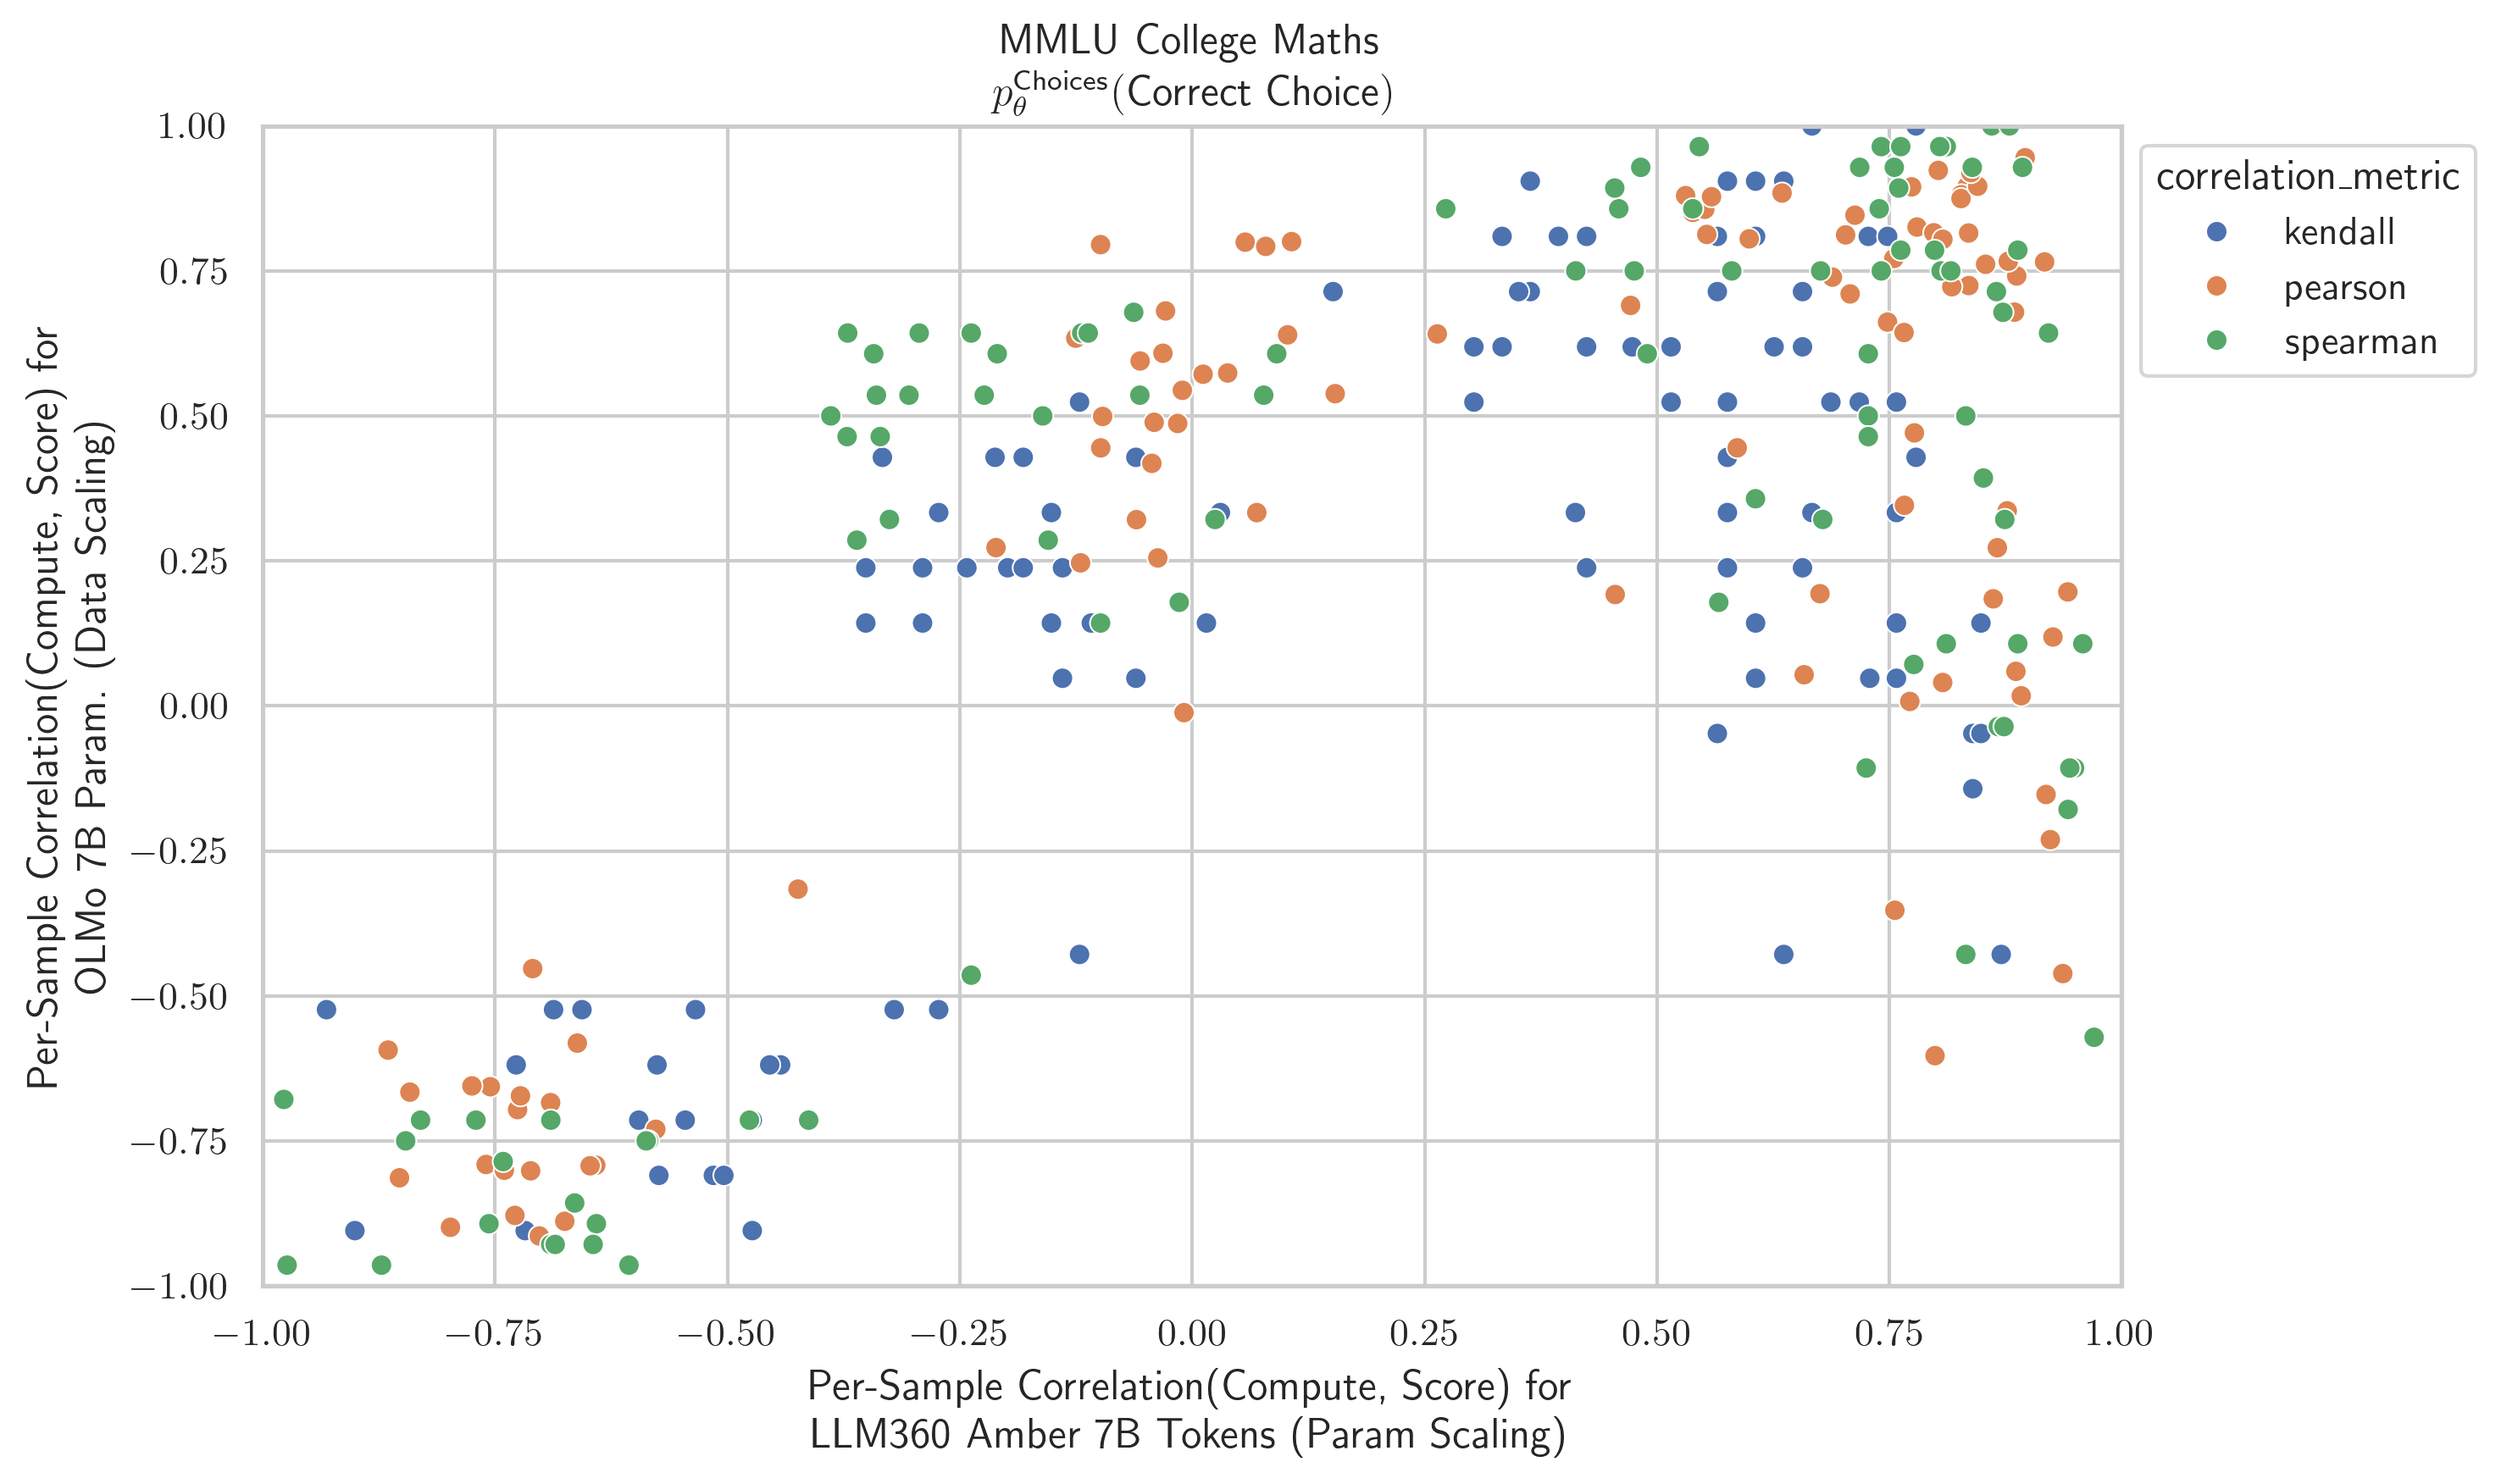 MMLU College Maths
p_θ^Choices(Correct Choice)
1.00
0.75
0.50
0.25
0.00
−0.25
−0.50
−0.75
−1.00
Per-Sample Correlation(Compute, Score) for
OLMo 7B Param. (Data Scaling)
−1.00 −0.75 −0.50 −0.25 0.00 0.25 0.50 0.75 1.00
Per-Sample Correlation(Compute, Score) for
LLM360 Amber 7B Tokens (Param Scaling)
correlation_metric
kendall
pearson
spearman